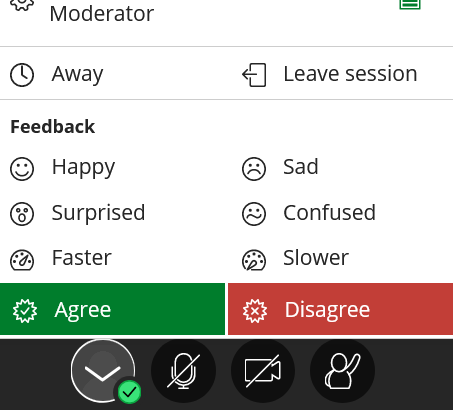 Moderator
Away
Leave session
Feedback
Happy
Sad
Surprised
Confused
Faster
Slower
Agree
Disagree